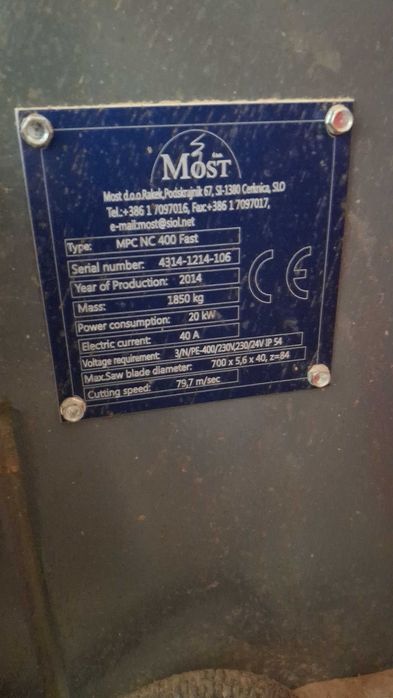 MOST d.o.o.
Most d.o.o.Rakek,Podskrajnik 67, SI-1380 Cerknica, SLO
Tel.:+386 1 7097016, Fax:+386 1 7097017,
e-mail:most@siol.net
Type: MPC NC 400 Fast
Serial number: 4314-1214-106
Year of Production: 2014
Mass: 1850 kg
Power consumption: 20 kW
Electric current: 40 A
Voltage requirement: 3/N/PE-400/230V,230/24V IP 54
Max.Saw blade diameter: 700 x 5,6 x 40, z=84
Cutting speed: 79,7 m/sec
CE